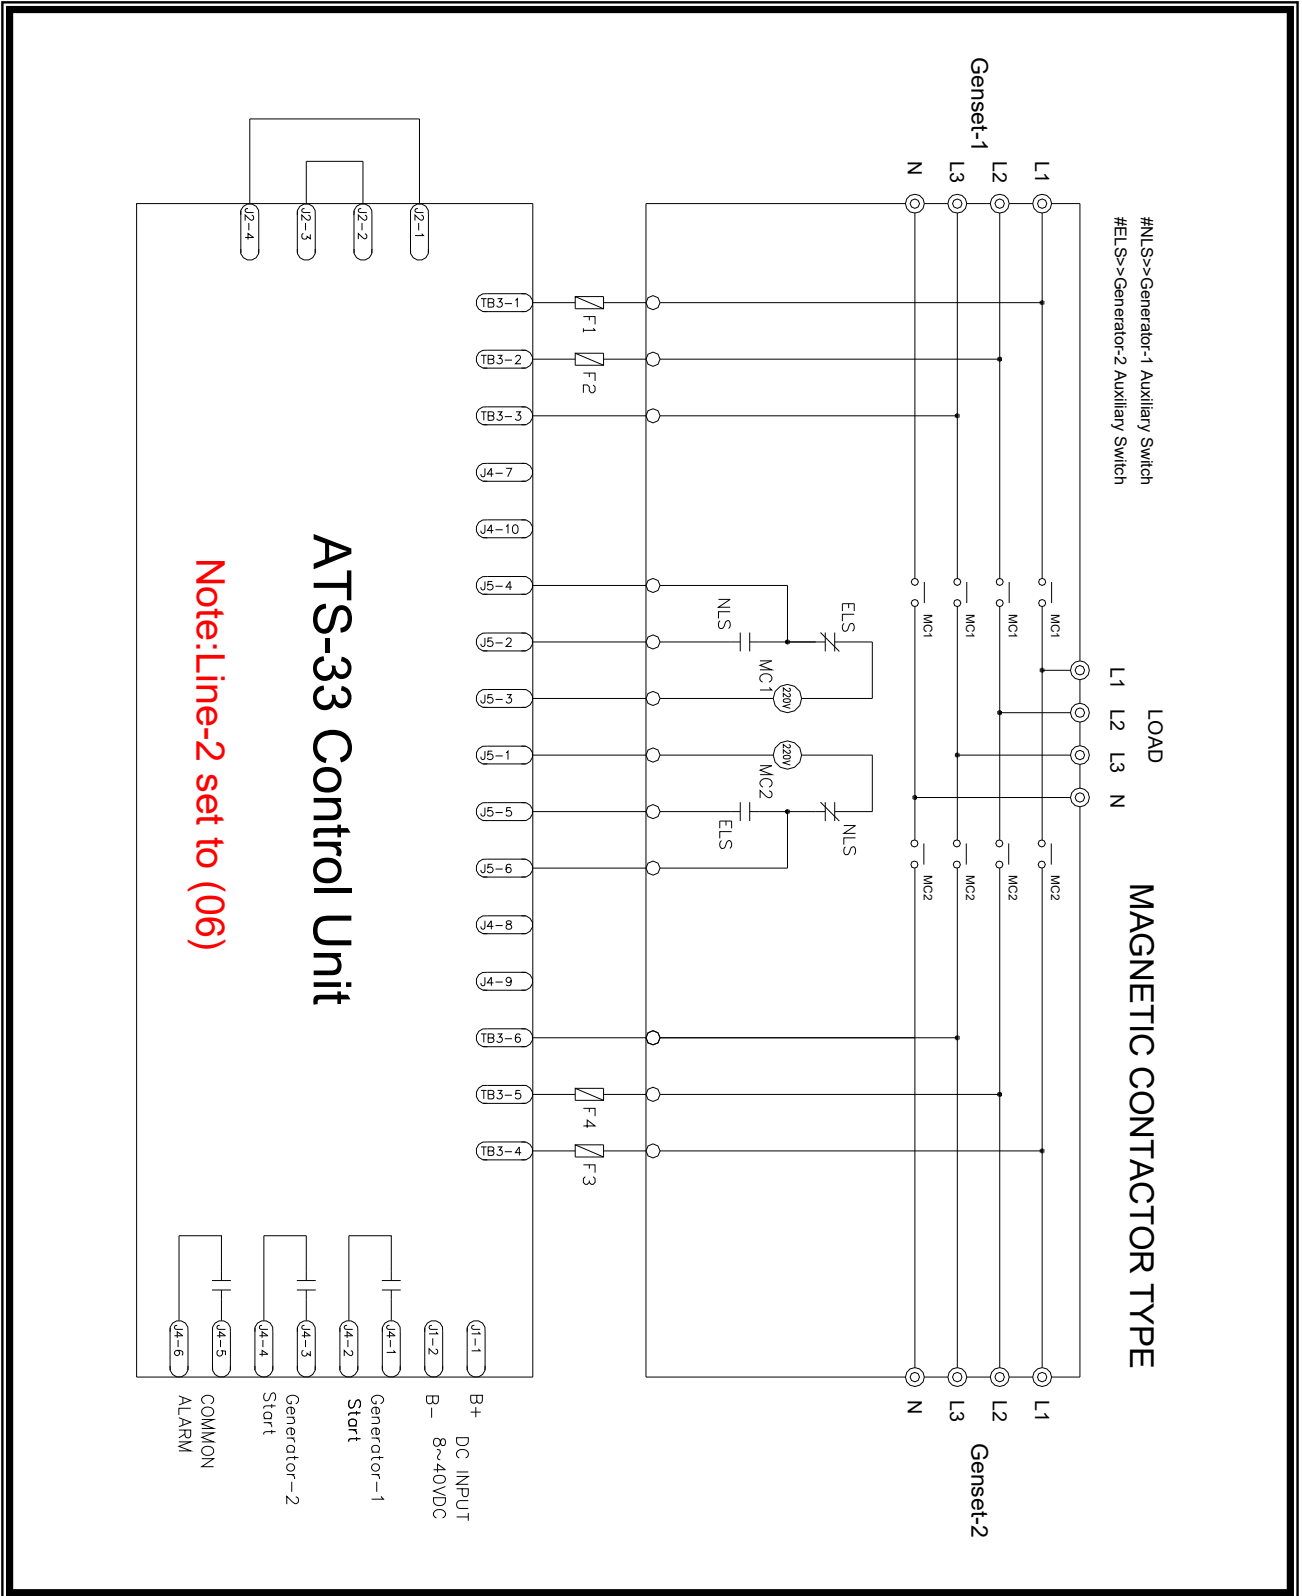 MAGNETIC CONTACTOR TYPE
#NLS>>Generator-1 Auxiliary Switch
#ELS>>Generator-2 Auxiliary Switch
LOAD
L1 L2 L3 N
Genset-1
L1
L2
L3
N
MC1
MC1
MC1
MC1
MC2
MC2
MC2
MC2
L1
L2
L3
N
Genset-2
ELS
NLS
MC1
220V
220V
MC2
NLS
ELS
F1
F2
F4
F3
TB3-1
TB3-2
TB3-3
J4-7
J4-10
J5-4
J5-2
J5-3
J5-1
J5-5
J5-6
J4-8
J4-9
TB3-6
TB3-5
TB3-4
J2-1
J2-2
J2-3
J2-4
ATS-33 Control Unit
Note:Line-2 set to (06)
J1-1
B+
DC INPUT
J1-2
B-
8~40VDC
J4-1
J4-2
Generator-1
Start
J4-3
J4-4
Generator-2
Start
J4-5
J4-6
COMMON
ALARM